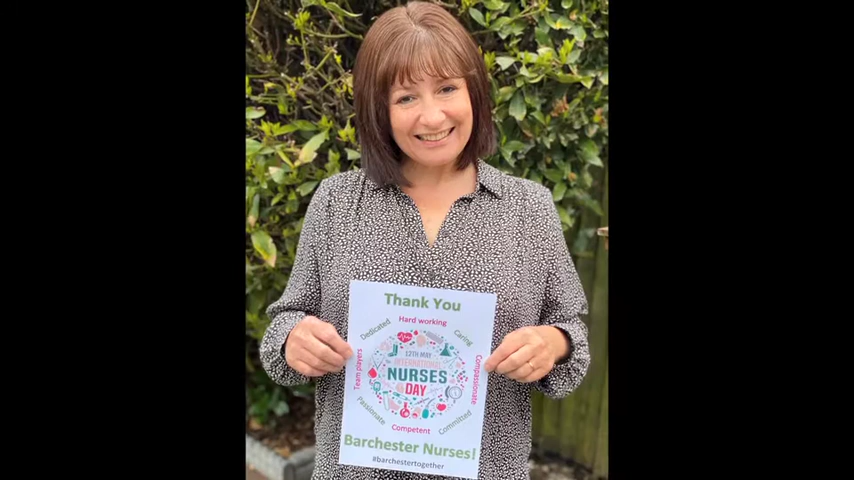 Thank You
Hard working
Dedicated
Caring
Team players
12TH MAY
INTERNATIONAL
NURSES
DAY
Compassionate
Passionate
Committed
Competent
Barchester Nurses!
#barchestertogether